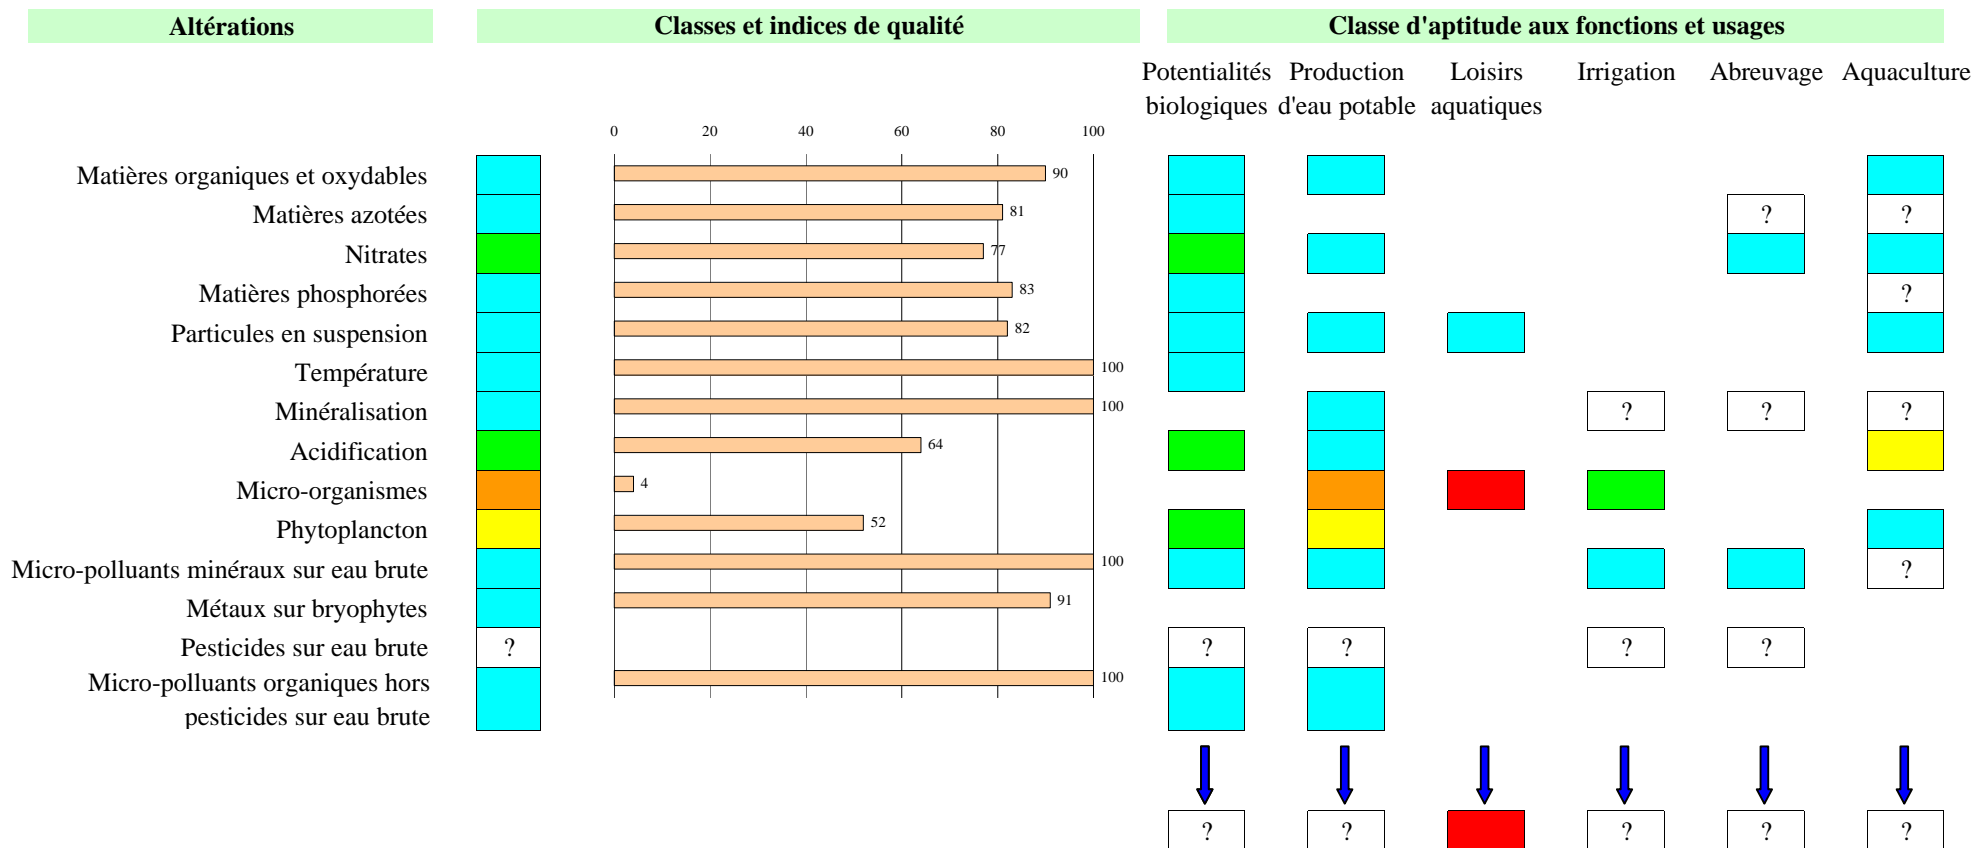 Altérations
Classes et indices de qualité
Classe d'aptitude aux fonctions et usages
Potentialités biologiques
Production d'eau potable
Loisirs aquatiques
Irrigation
Abreuvage
Aquaculture
0 20 40 60 80 100
Matières organiques et oxydables 90
Matières azotées 81 ? ?
Nitrates 77
Matières phosphorées 83 ?
Particules en suspension 82
Température 100
Minéralisation 100 ? ? ?
Acidification 64
Micro-organismes 4
Phytoplancton 52
Micro-polluants minéraux sur eau brute 100 ?
Métaux sur bryophytes 91
Pesticides sur eau brute ? ? ? ? ?
Micro-polluants organiques hors 100
pesticides sur eau brute
? ? ? ? ?